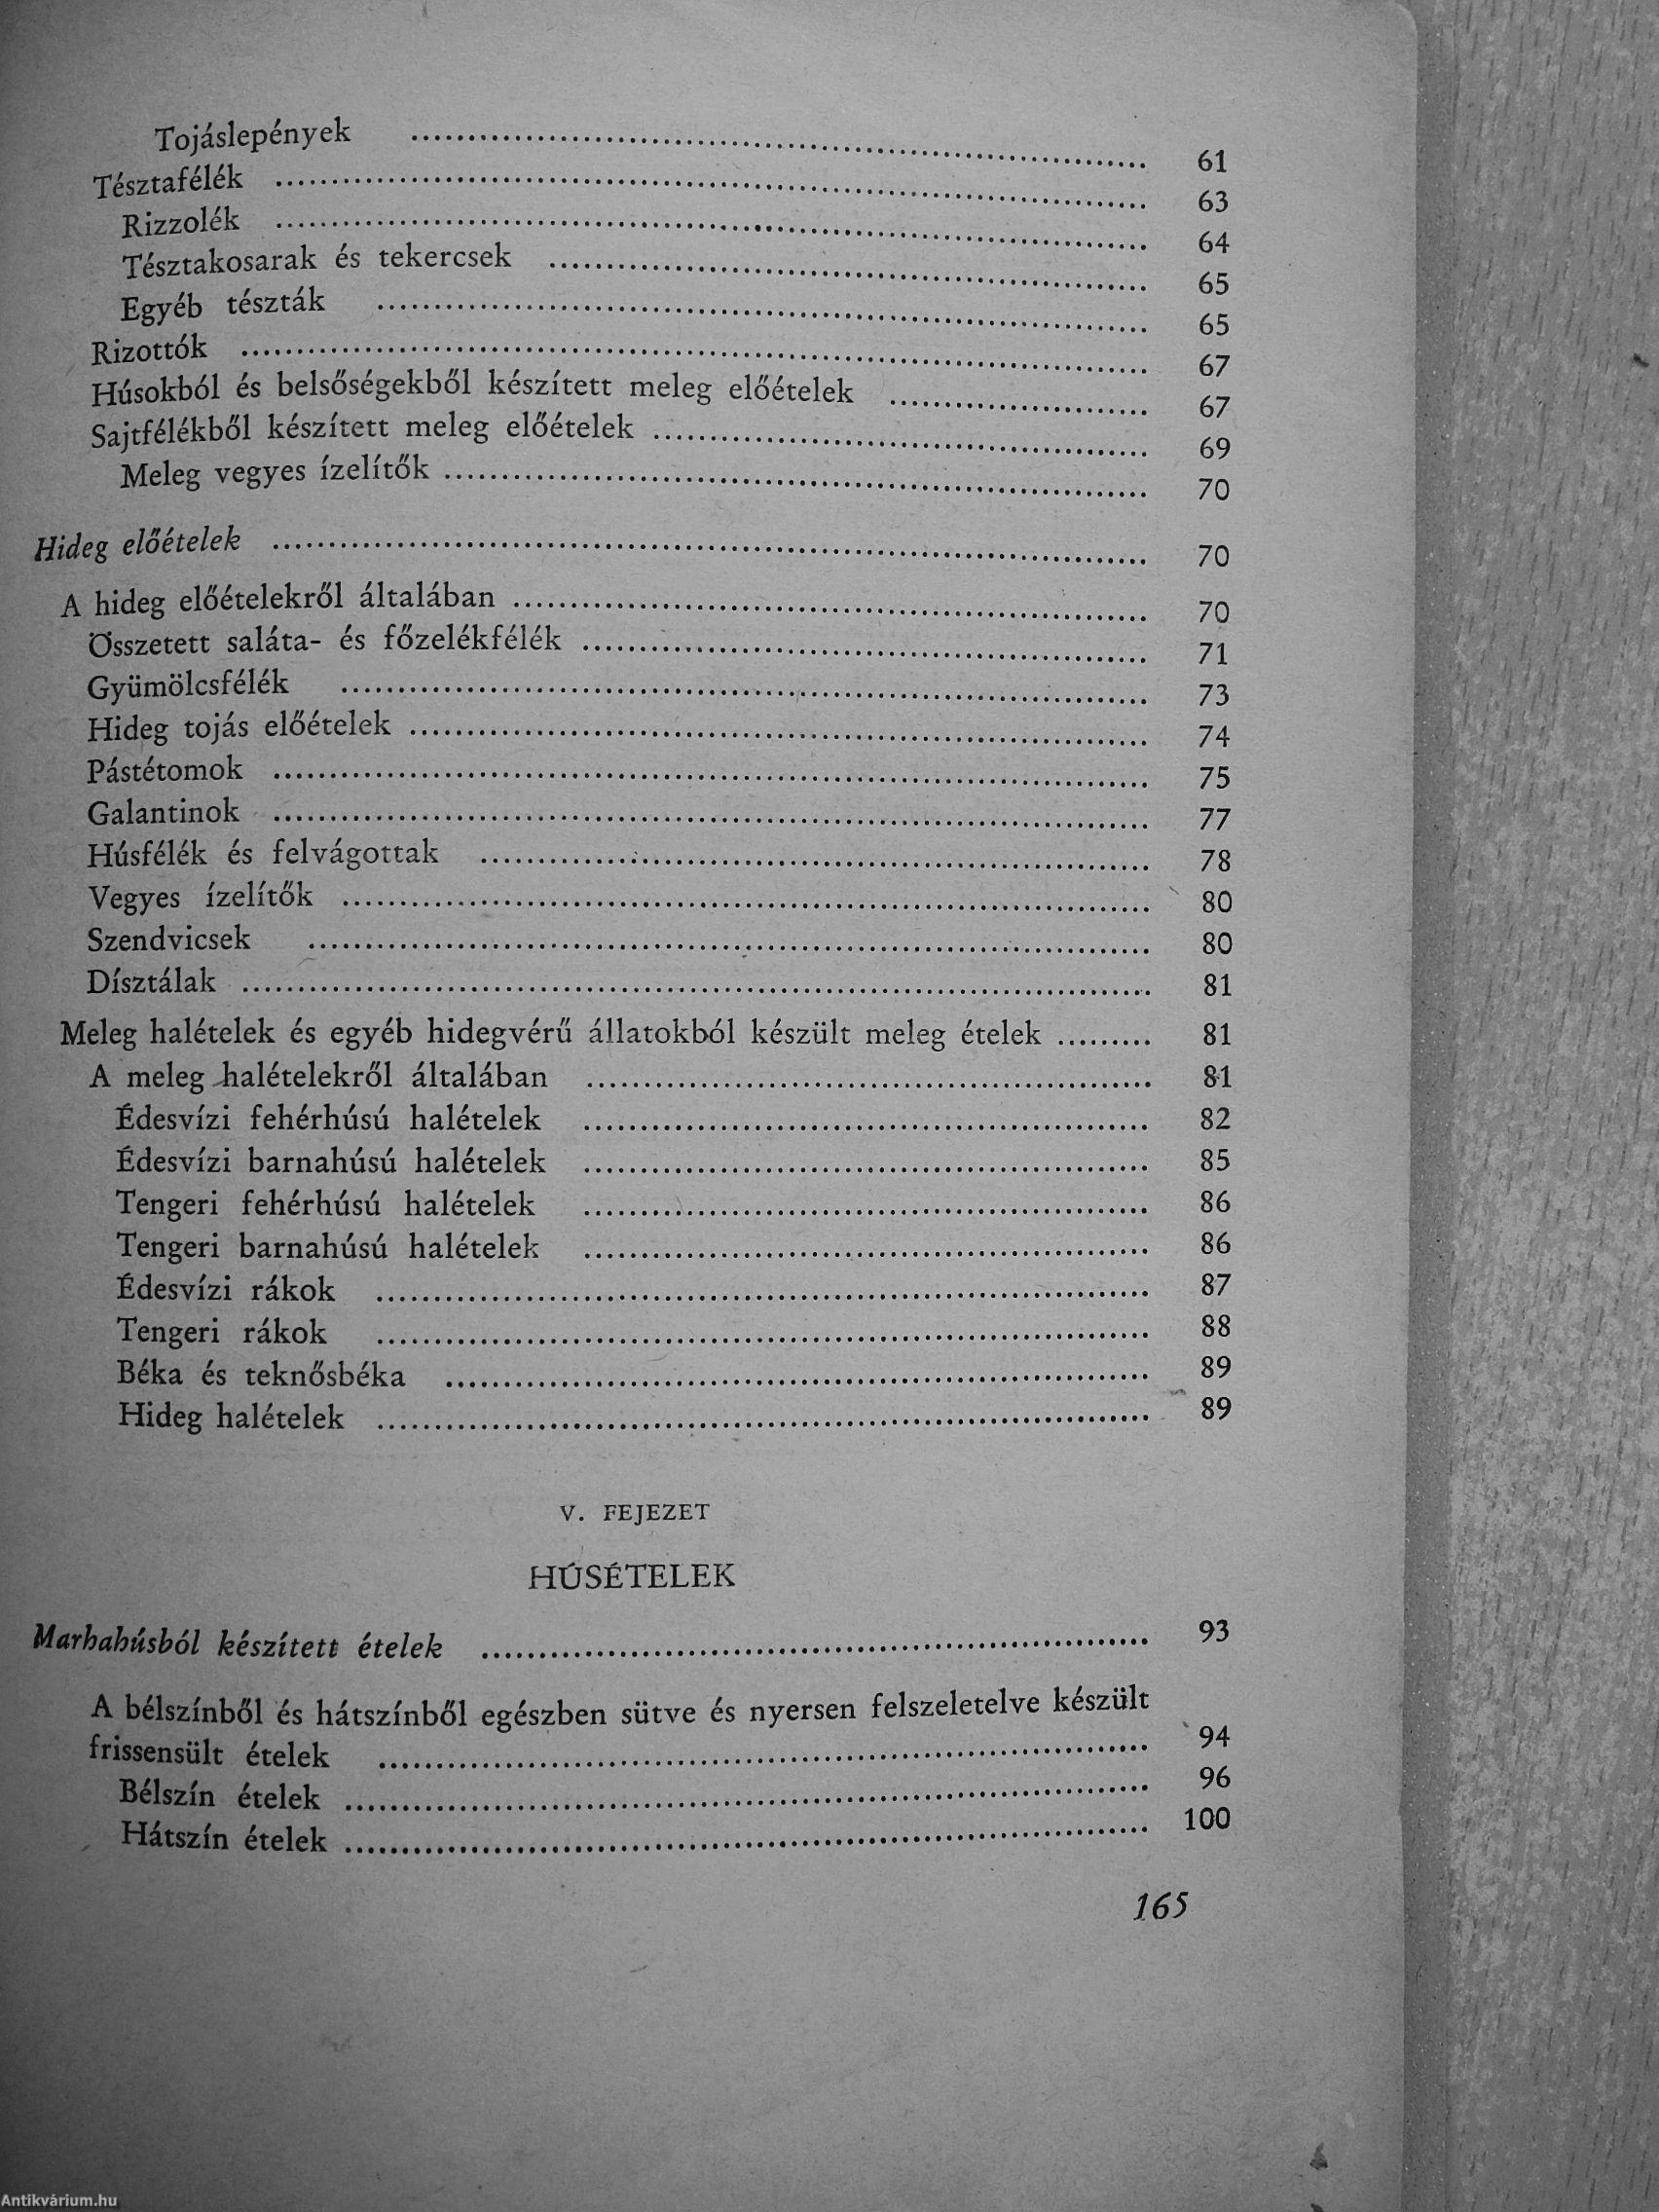 Tojáslepények ........ 61
Tésztafélék ........ 63
Rizzolék ........ 64
Tésztakosarak és tekercsek ........ 65
Egyéb tészták ........ 65
Rizottók ........ 67
Húsokból és belsőségekből készített meleg előételek ........ 67
Sajtfélékből készített meleg előételek ........ 69
Meleg vegyes ízelítők ........ 70
Hideg előételek ........ 70
A hideg előételekről általában ........ 70
Összetett saláta- és főzelékfélék ........ 71
Gyümölcsfélék ........ 73
Hideg tojás előételek ........ 74
Pástétomok ........ 75
Galantinok ........ 77
Húsfélék és felvágottak ........ 78
Vegyes ízelítők ........ 80
Szendvicsek ........ 80
Dísztálak ........ 81
Meleg halételek és egyéb hidegvérű állatokból készült meleg ételek ........ 81
A meleg halételekről általában ........ 81
Édesvízi fehérhúsú halételek ........ 82
Édesvízi barnahúsú halételek ........ 85
Tengeri fehérhúsú halételek ........ 86
Tengeri barnahúsú halételek ........ 86
Édesvízi rákok ........ 87
Tengeri rákok ........ 88
Béka és teknősbéka ........ 89
Hideg halételek ........ 89
V. FEJEZET
HÚSÉTELEK
Marhahúsból készített ételek ........ 93
A bélszínből és hátszínből egészben sütve és nyersen felszeletelve készült
frissensült ételek ........ 94
Bélszín ételek ........ 96
Hátszín ételek ........ 100
165
Antikvárium.hu